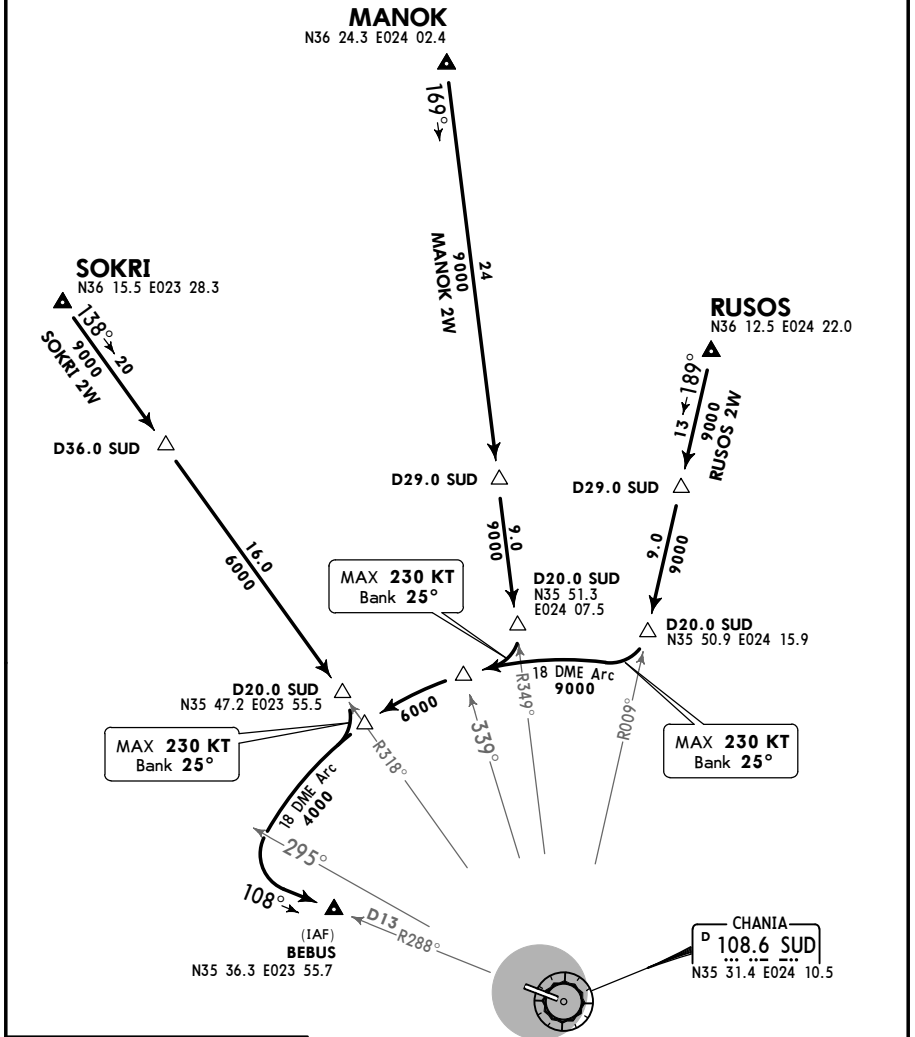 MANOK
N36 24.3 E024 02.4
169°
24
9000
MANOK 2W
SOKRI
N36 15.5 E023 28.3
138°
20
9000
SOKRI 2W
RUSOS
N36 12.5 E024 22.0
189°
13
9000
RUSOS 2W
D36.0 SUD
D29.0 SUD
D29.0 SUD
16.0
6000
9.0
9000
9.0
9000
MAX 230 KT
Bank 25°
D20.0 SUD
N35 51.3
E024 07.5
D20.0 SUD
N35 50.9 E024 15.9
18 DME Arc
9000
D20.0 SUD
N35 47.2 E023 55.5
6000
R349°
R009°
339°
R318°
MAX 230 KT
Bank 25°
MAX 230 KT
Bank 25°
18 DME Arc
4000
295°
108°
D13
R288°
(IAF)
BEBUS
N35 36.3 E023 55.7
CHANIA
D 108.6 SUD
N35 31.4 E024 10.5